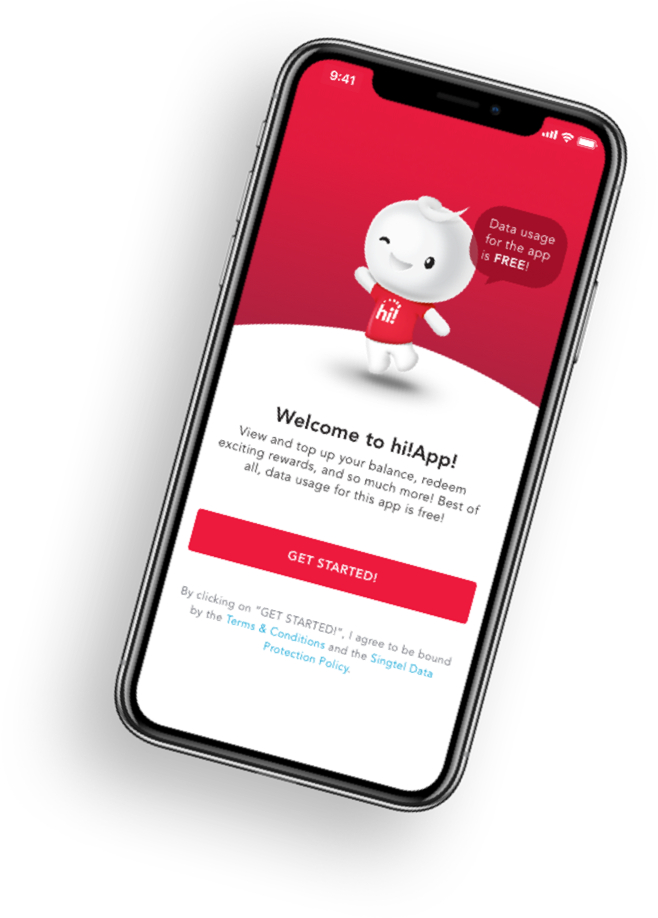 9:41
Data usage
for the app
is FREE!
hi!
Welcome to hi!App!
View and top up your balance, redeem
exciting rewards, and so much more! Best of
all, data usage for this app is free!
GET STARTED!
By clicking on "GET STARTED!", I agree to be bound
by the Terms & Conditions and the Singtel Data
Protection Policy.